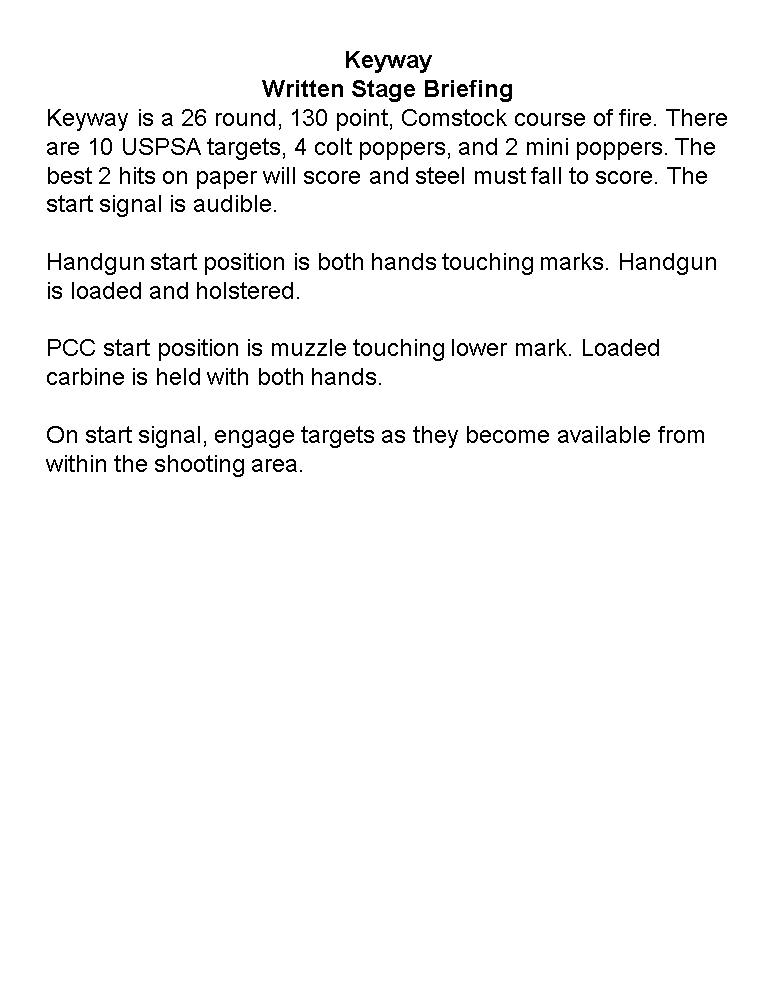 Keyway
Written Stage Briefing
Keyway is a 26 round, 130 point, Comstock course of fire. There
are 10 USPSA targets, 4 colt poppers, and 2 mini poppers. The
best 2 hits on paper will score and steel must fall to score. The
start signal is audible.
Handgun start position is both hands touching marks. Handgun
is loaded and holstered.
PCC start position is muzzle touching lower mark. Loaded
carbine is held with both hands.
On start signal, engage targets as they become available from
within the shooting area.